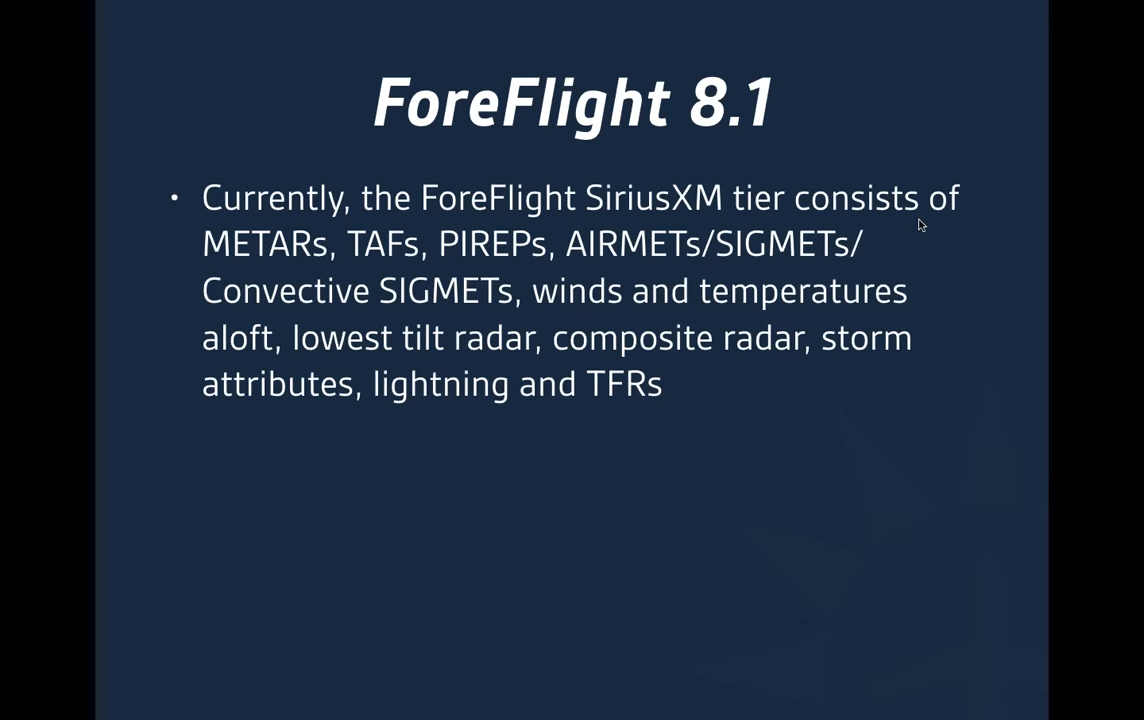 ForeFlight 8.1
• Currently, the ForeFlight SiriusXM tier consists of
METARs, TAFs, PIREPs, AIRMETs/SIGMETs/
Convective SIGMETs, winds and temperatures
aloft, lowest tilt radar, composite radar, storm
attributes, lightning and TFRs